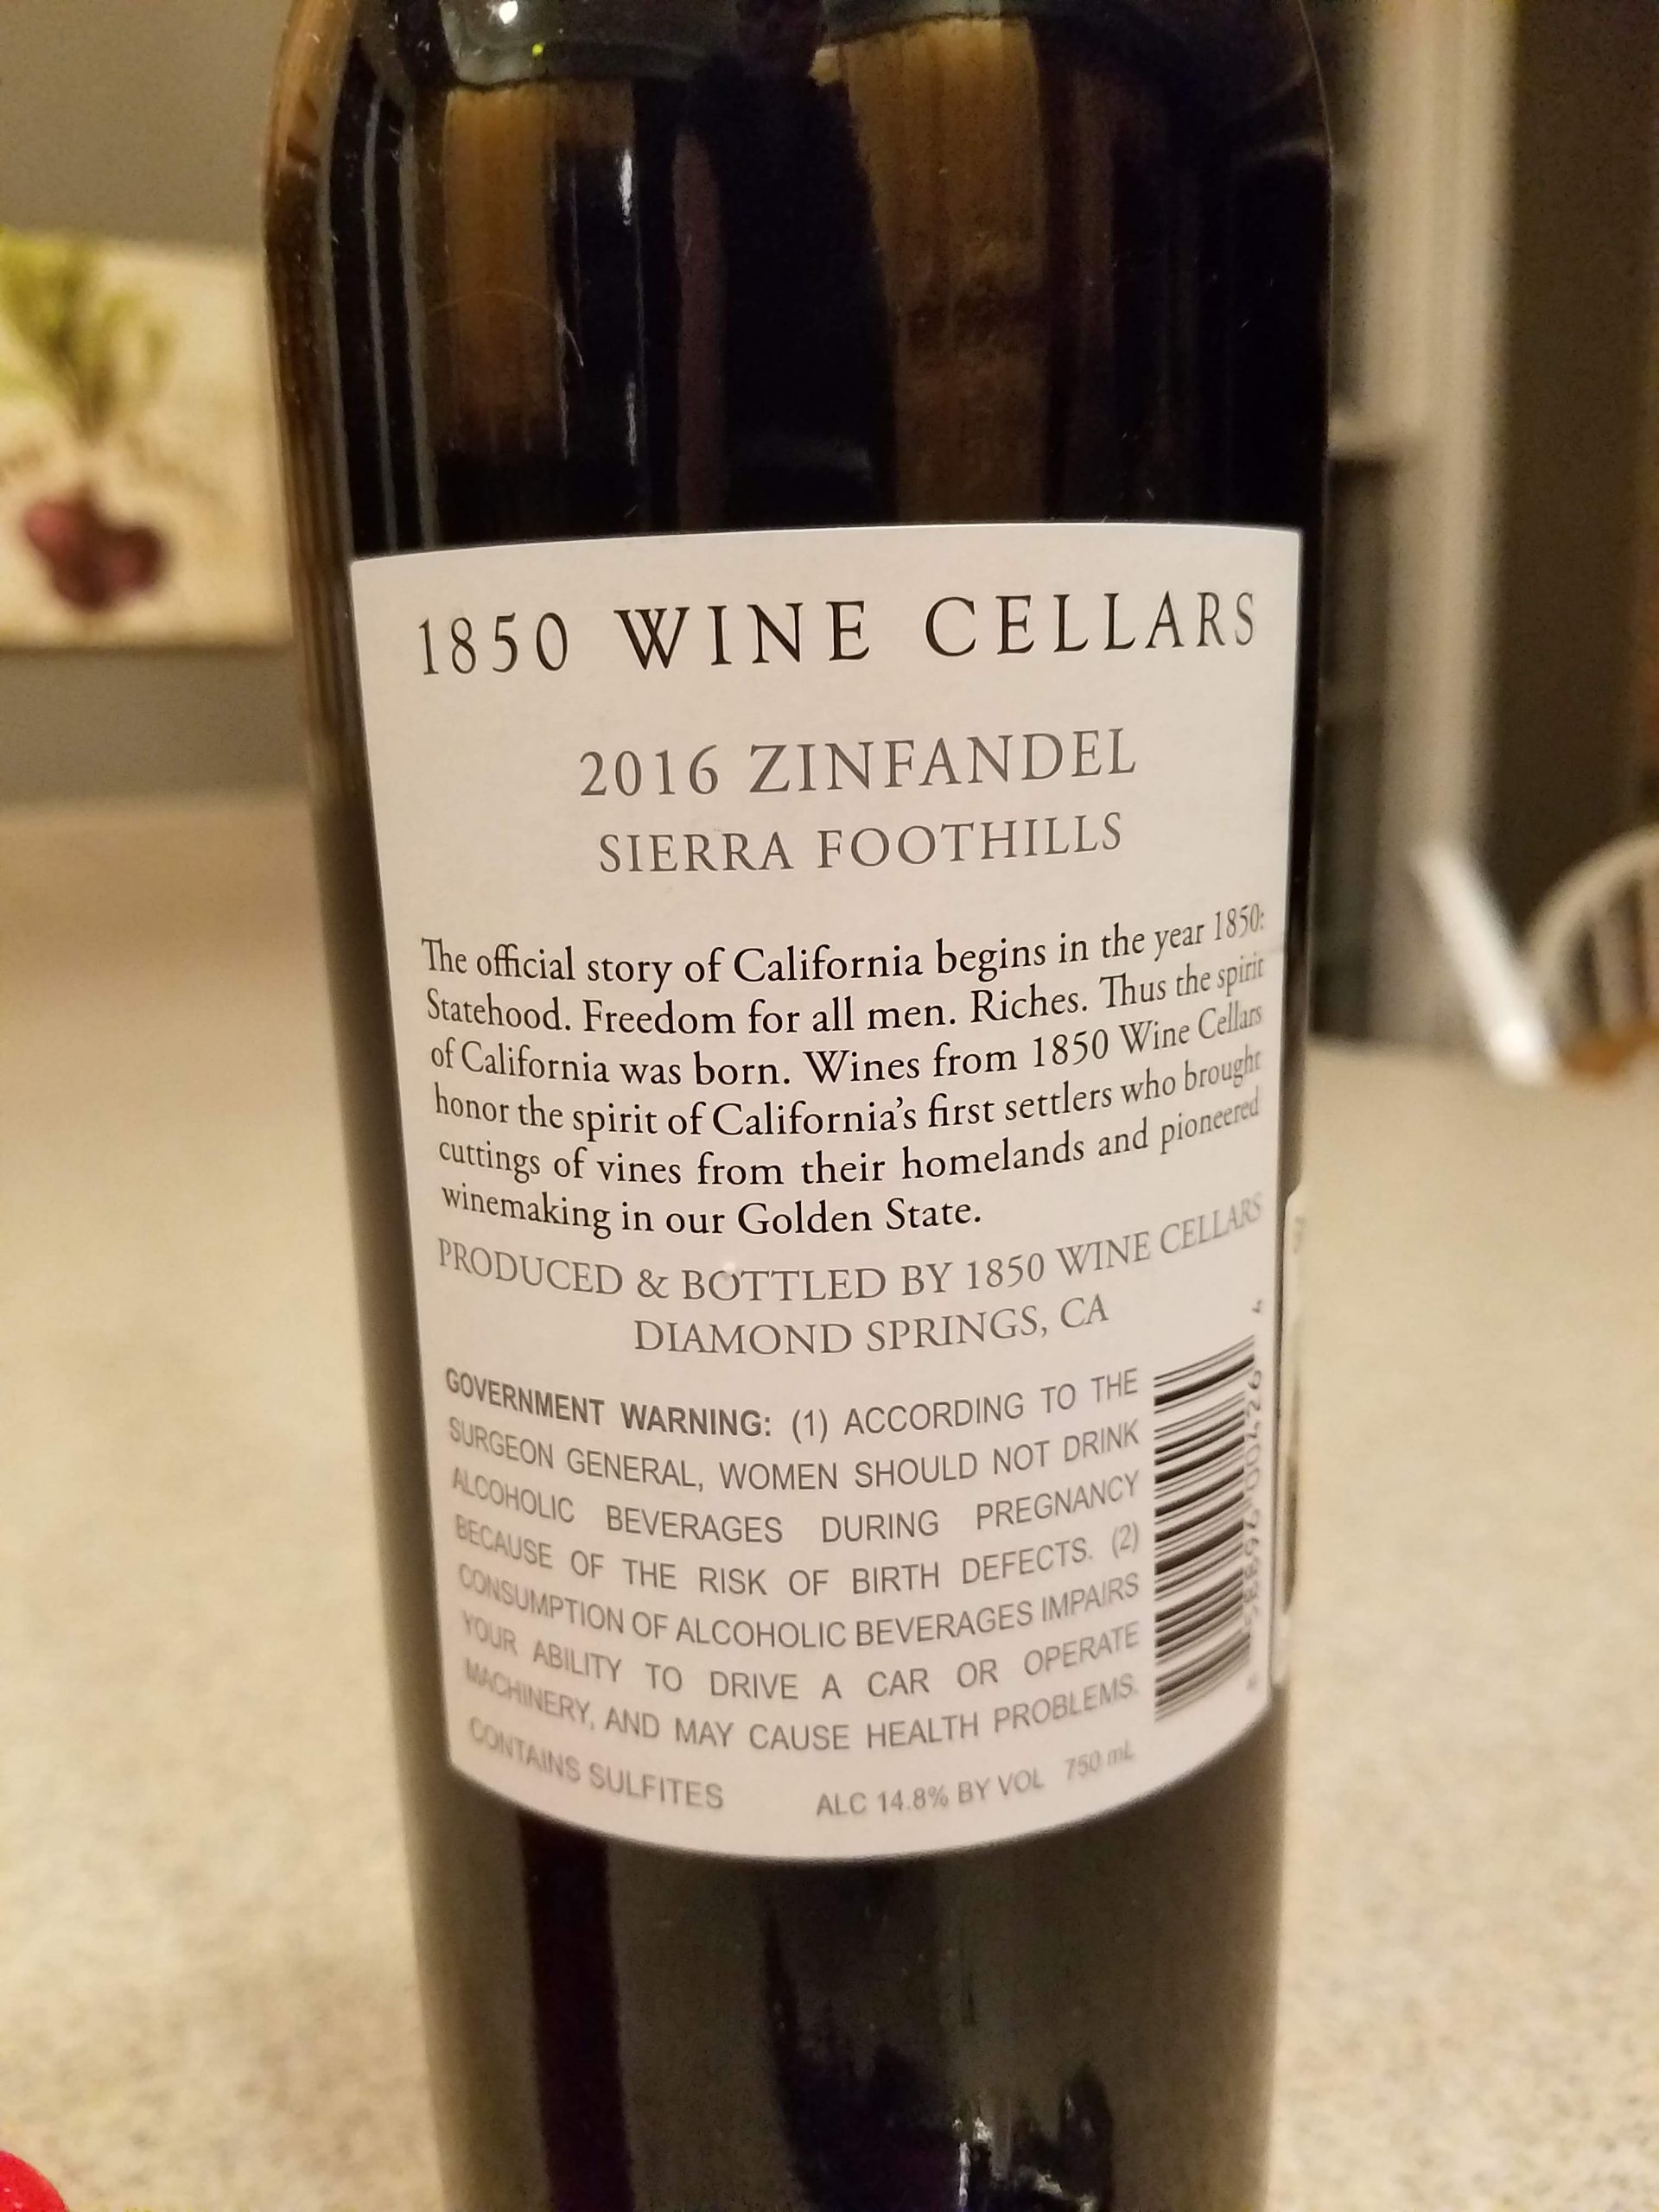 1850 WINE CELLARS
2016 ZINFANDEL
SIERRA FOOTHILLS
The official story of California begins in the year 1850:
Statehood. Freedom for all men. Riches. Thus the spirit
of California was born. Wines from 1850 Wine Cellars
honor the spirit of California's first settlers who brought
cuttings of vines from their homelands and pioneered
winemaking in our Golden State.
PRODUCED & BOTTLED BY 1850 WINE CELLARS
DIAMOND SPRINGS, CA
GOVERNMENT WARNING: (1) ACCORDING TO THE
SURGEON GENERAL, WOMEN SHOULD NOT DRINK
ALCOHOLIC BEVERAGES DURING PREGNANCY
BECAUSE OF THE RISK OF BIRTH DEFECTS. (2)
CONSUMPTION OF ALCOHOLIC BEVERAGES IMPAIRS
YOUR ABILITY TO DRIVE A CAR OR OPERATE
MACHINERY, AND MAY CAUSE HEALTH PROBLEMS.
CONTAINS SULFITES ALC 14.8% BY VOL 750 mL